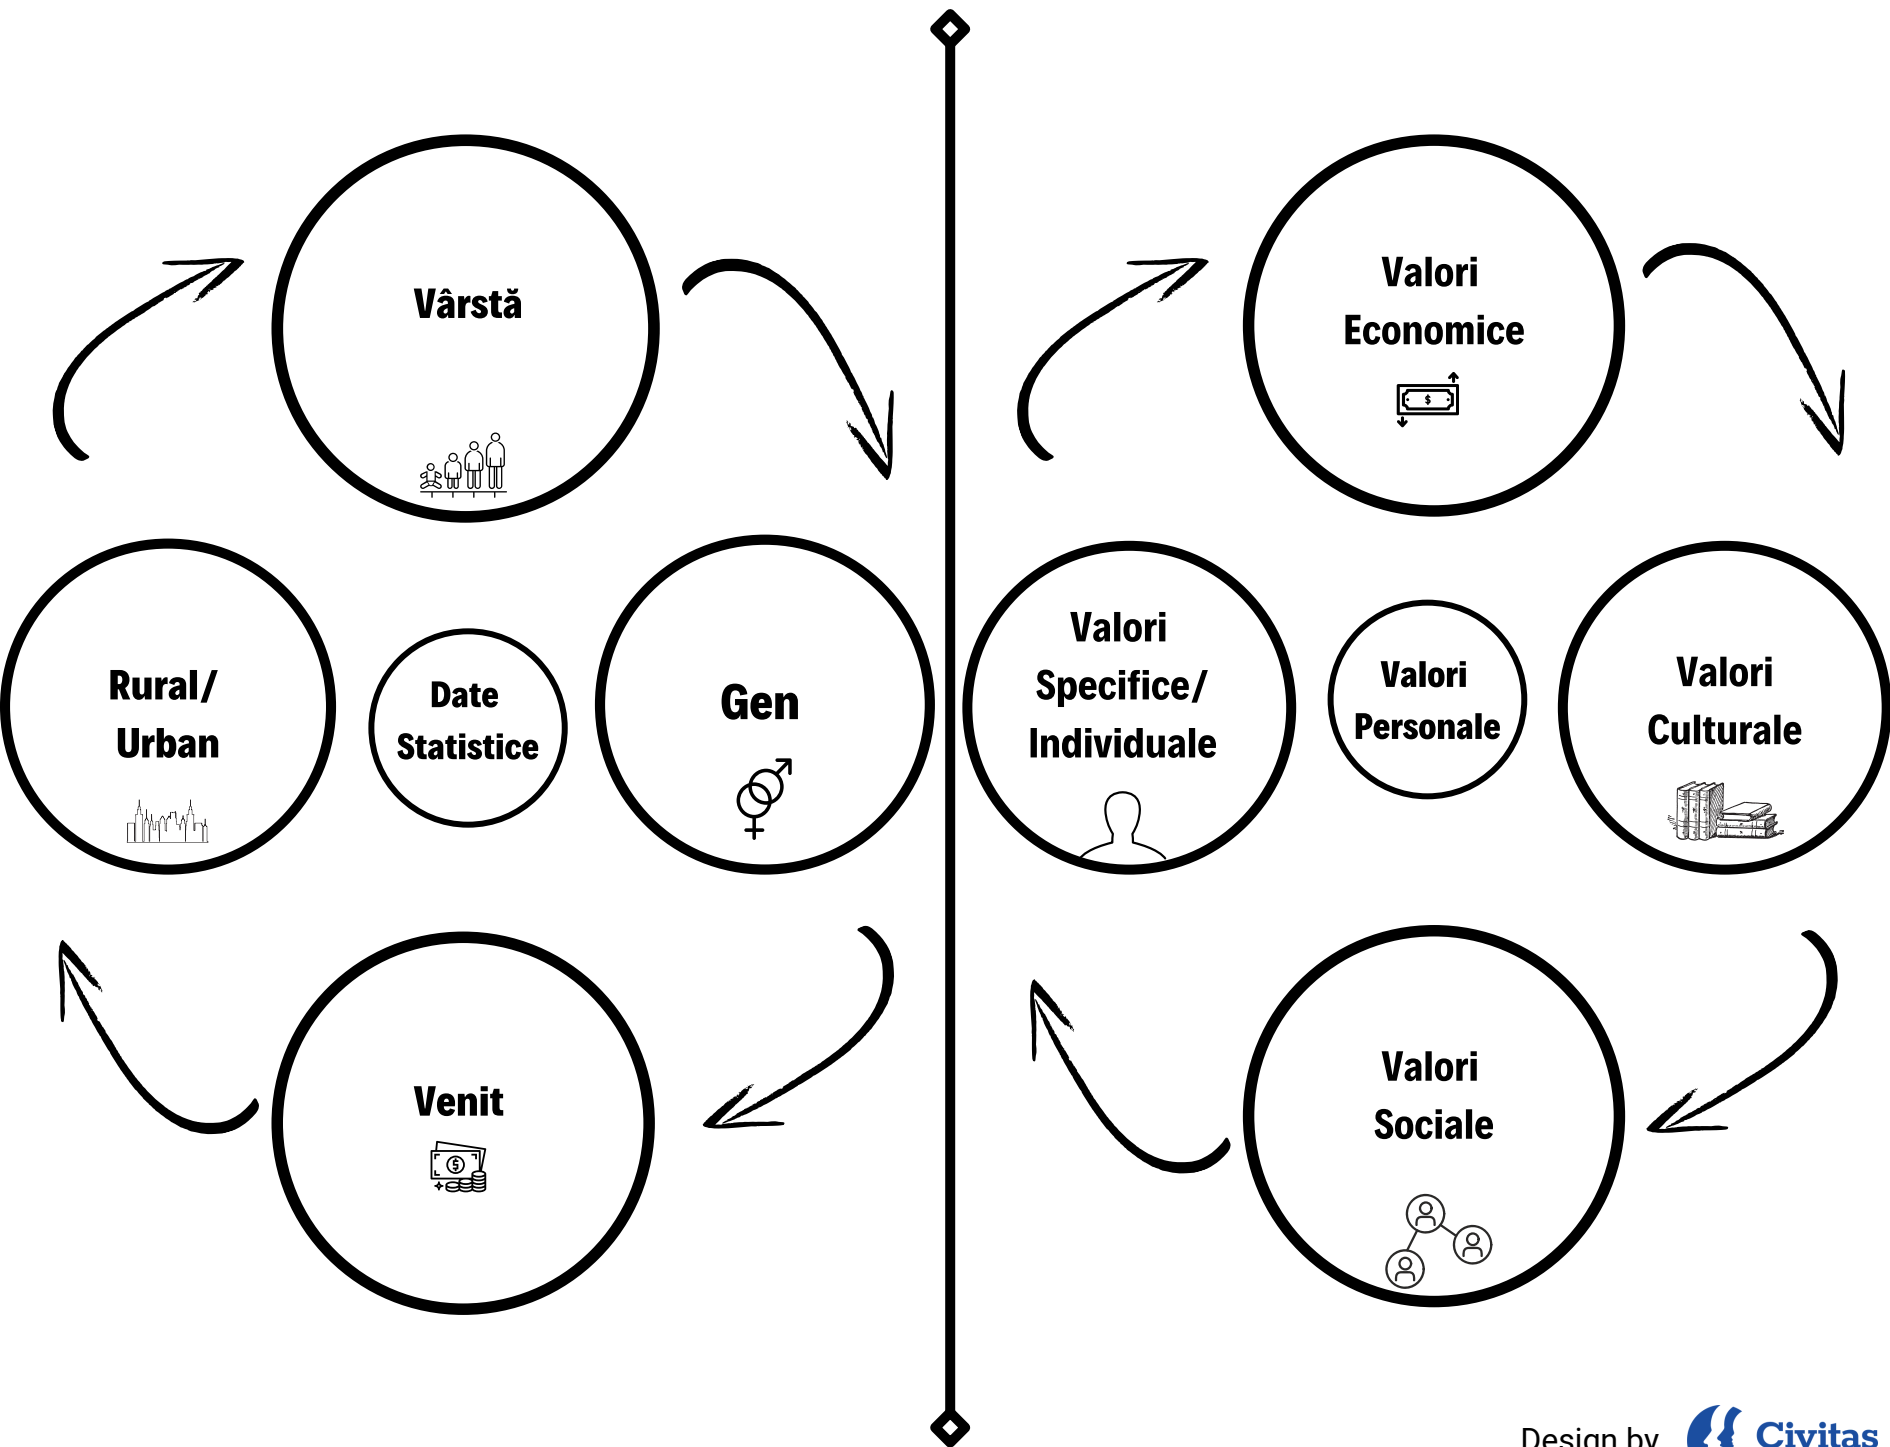 Vârstă
Rural/
Urban
Date
Statistice
Gen
Venit
Valori
Economice
Valori
Specifice/
Individuale
Valori
Personale
Valori
Culturale
Valori
Sociale
Design by
Civitas